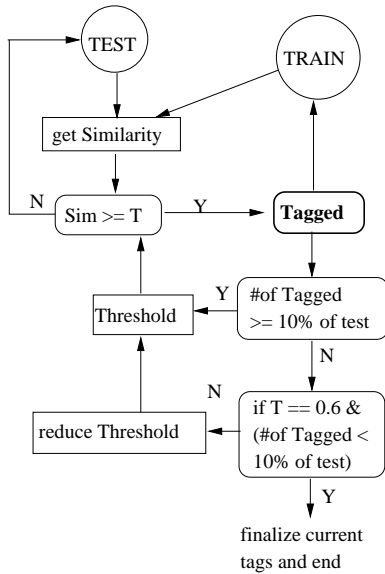 TEST
TRAIN
get Similarity
N
Sim >= T
Y
Tagged
Threshold
Y
#of Tagged
>= 10% of test
N
N
reduce Threshold
if T == 0.6 &
(#of Tagged <
10% of test)
Y
finalize current
tags and end